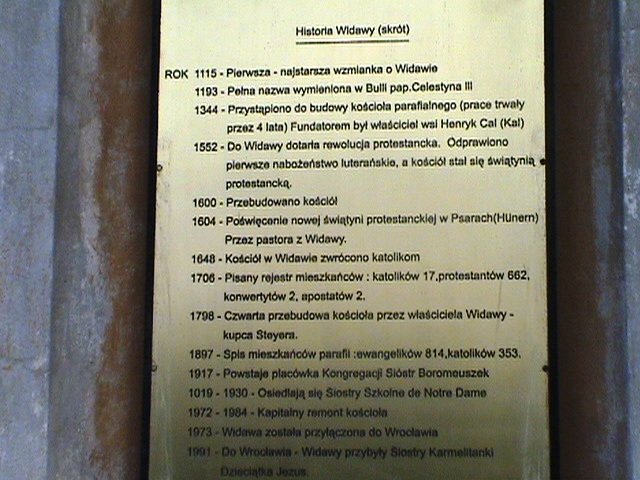 Historia Widawy (skrót)
ROK 1115 - Pierwsza - najstarsza wzmianka o Widawie
1193 - Pełna nazwa wymieniona w Bulli pap.Celestyna III
1344 - Przystąpiono do budowy kościoła parafialnego (prace trwały
przez 4 lata) Fundatorem był właściciel wsi Henryk Cal (Kal)
1552 - Do Widawy dotarła rewolucja protestancka. Odprawiono
pierwsze nabożeństwo luterańskie, a kościół stał się świątynią
protestancką.
1600 - Przebudowano kościół
1604 - Poświęcenie nowej świątyni protestanckiej w Psarach(Hünern)
Przez pastora z Widawy.
1648 - Kościół w Widawie zwrócono katolikom
1706 - Pisany rejestr mieszkańców : katolików 17,protestantów 662,
konwertytów 2, apostatów 2.
1798 - Czwarta przebudowa kościoła przez właściciela Widawy -
kupca Steyera.
1897 - Spis mieszkańców parafii :ewangelików 814,katolików 353.
1917 - Powstaje placówka Kongregacji Sióstr Boromeuszek
1019 - 1930 - Osiedlają się Siostry Szkolne de Notre Dame
1972 - 1984 - Kapitalny remont kościoła
1973 - Widawa została przyłączona do Wrocławia
1991 - Do Wrocławia - Widawy przybyły Siostry Karmelitanki
Dzieciątka Jezus.